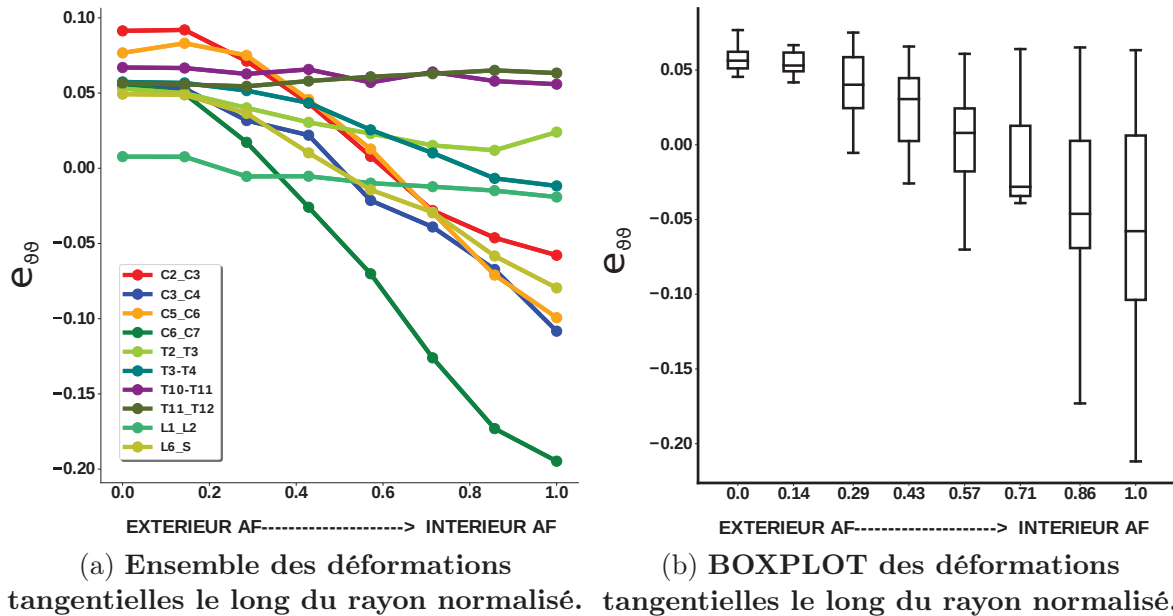 0.10
0.05
0.00
−0.05
−0.10
−0.15
−0.20
eϑϑ
C2_C3
C3_C4
C5_C6
C6_C7
T2_T3
T3-T4
T10-T11
T11_T12
L1_L2
L6_S
0.0 0.2 0.4 0.6 0.8 1.0
EXTERIEUR AF----------------------> INTERIEUR AF
(a) Ensemble des déformations
tangentielles le long du rayon normalisé.
0.05
0.00
−0.05
−0.10
−0.15
−0.20
eϑϑ
0.0 0.14 0.29 0.43 0.57 0.71 0.86 1.0
EXTERIEUR AF----------------------> INTERIEUR AF
(b) BOXPLOT des déformations
tangentielles le long du rayon normalisé